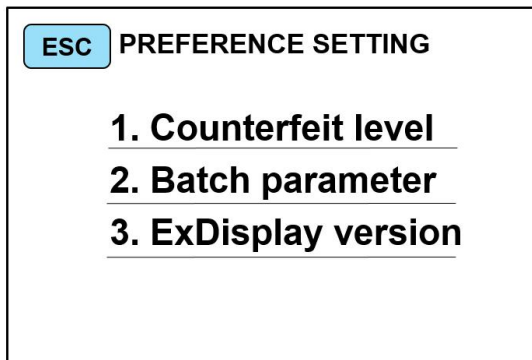 ESC PREFERENCE SETTING
1. Counterfeit level
2. Batch parameter
3. ExDisplay version